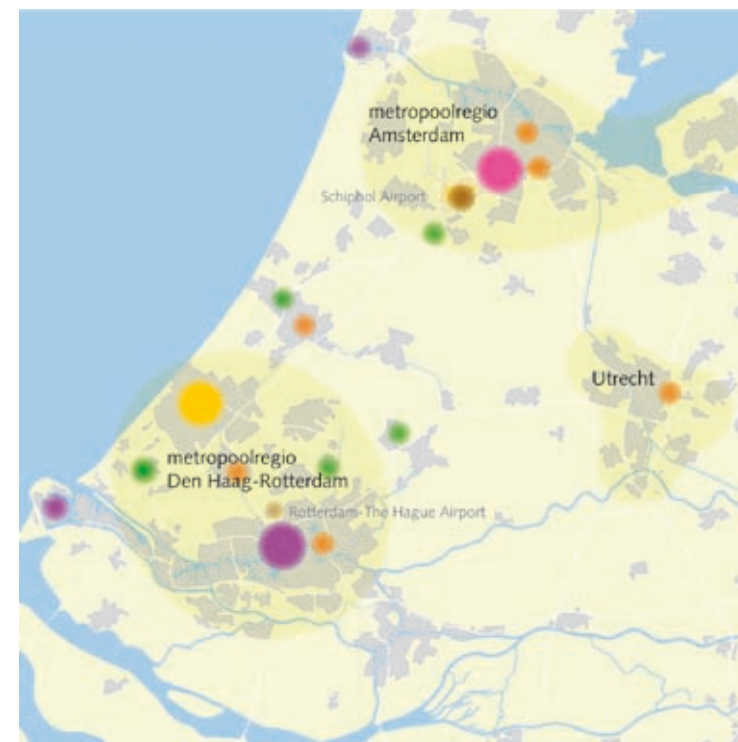 metropoolregio
Amsterdam
Schiphol Airport
Utrecht
metropoolregio
Den Haag-Rotterdam
Rotterdam-The Hague Airport